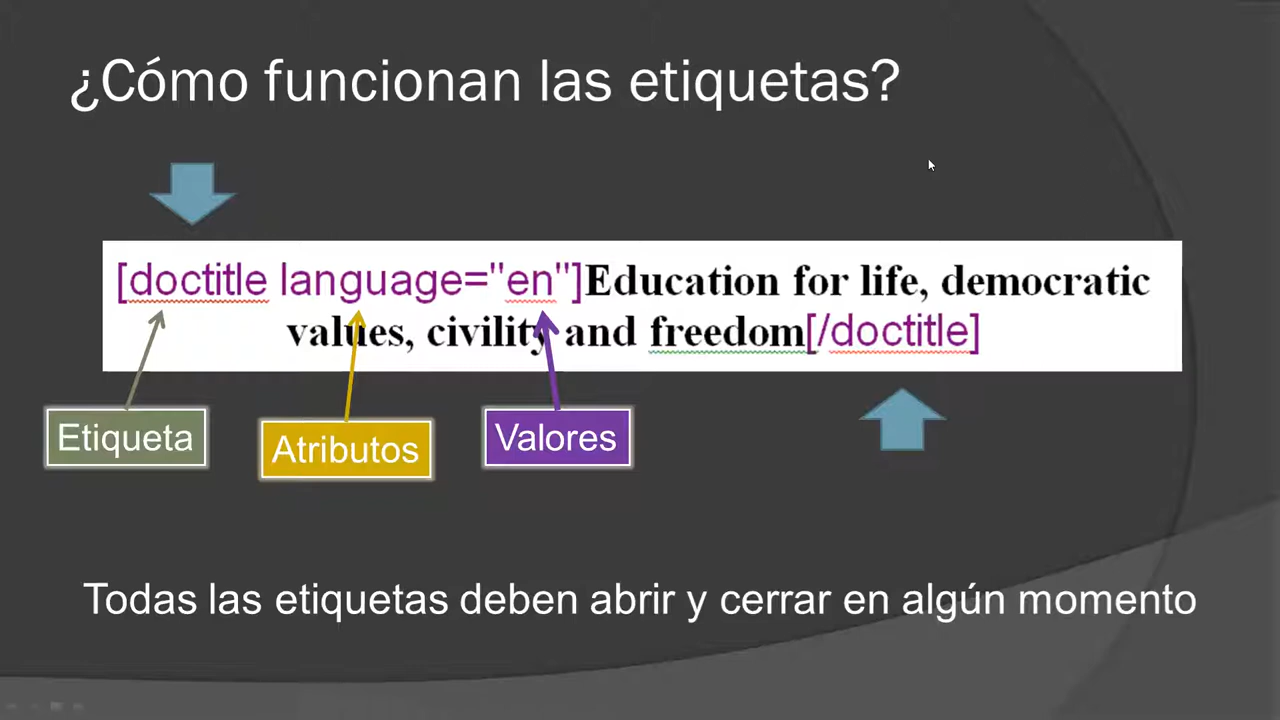 ¿Cómo funcionan las etiquetas?
[doctitle language="en"]Education for life, democratic
values, civility and freedom[/doctitle]
Etiqueta
Atributos
Valores
Todas las etiquetas deben abrir y cerrar en algún momento